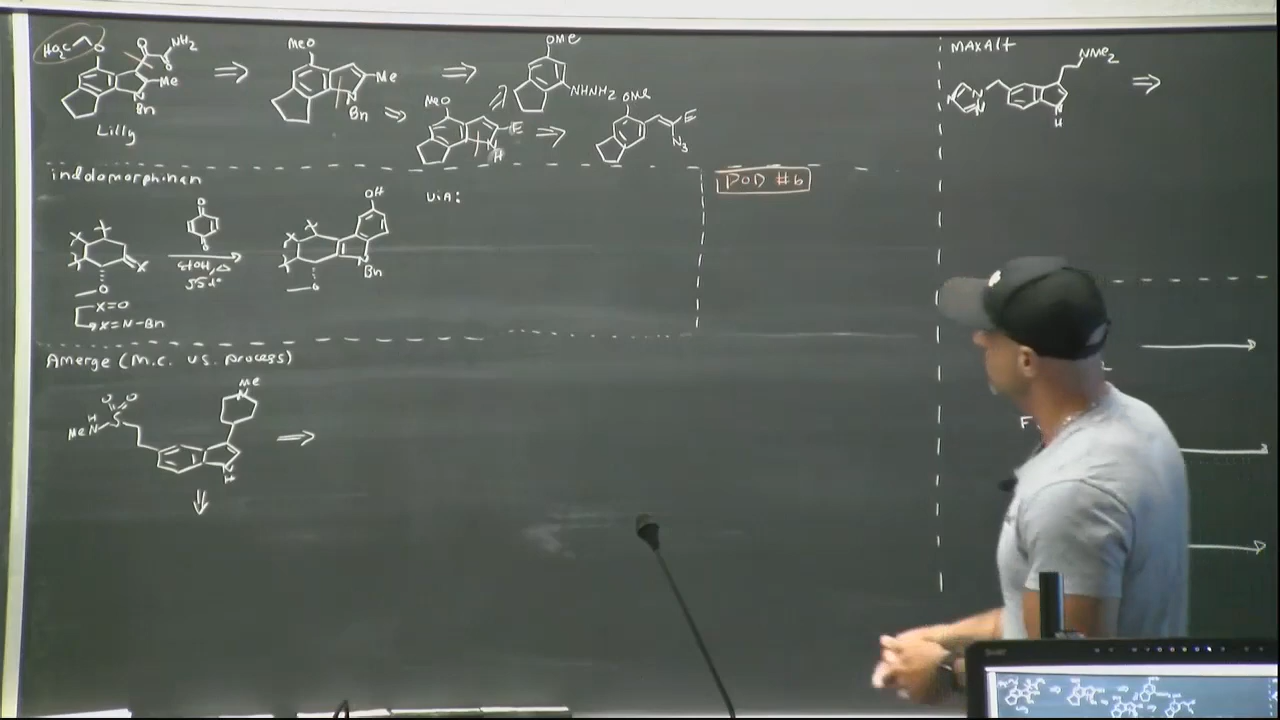 HO2C
O
O
NH2
O
Me
N
Bn
Lilly
MeO
Me
N
Bn
MeO
E
N
H
OMe
NHNH2
OMe
E
N3
MAXAlt
NMe2
N
N
N
N
H
indolomorphinan
O
O
EtOH, Δ
55%
X
O
X=O
X=N-Bn
OH
N
Bn
O
via:
POD #6
Amerge (M.C. vs. process)
O O
H
MeN
S
Me
N
N
H
F